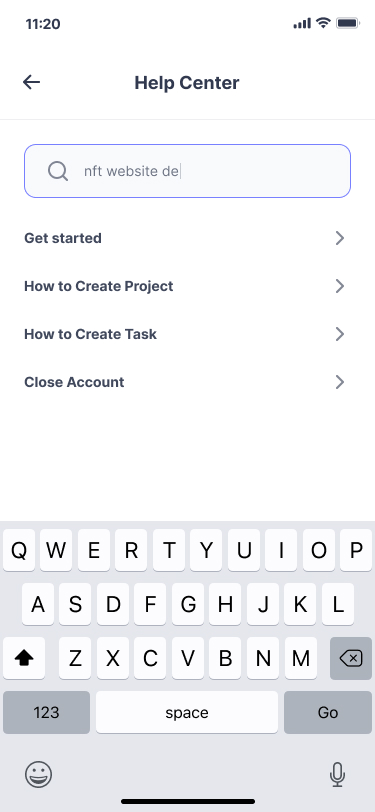 11:20
Help Center
nft website de
Get started
How to Create Project
How to Create Task
Close Account
Q W E R T Y U I O P
A S D F G H J K L
Z X C V B N M
123 space Go